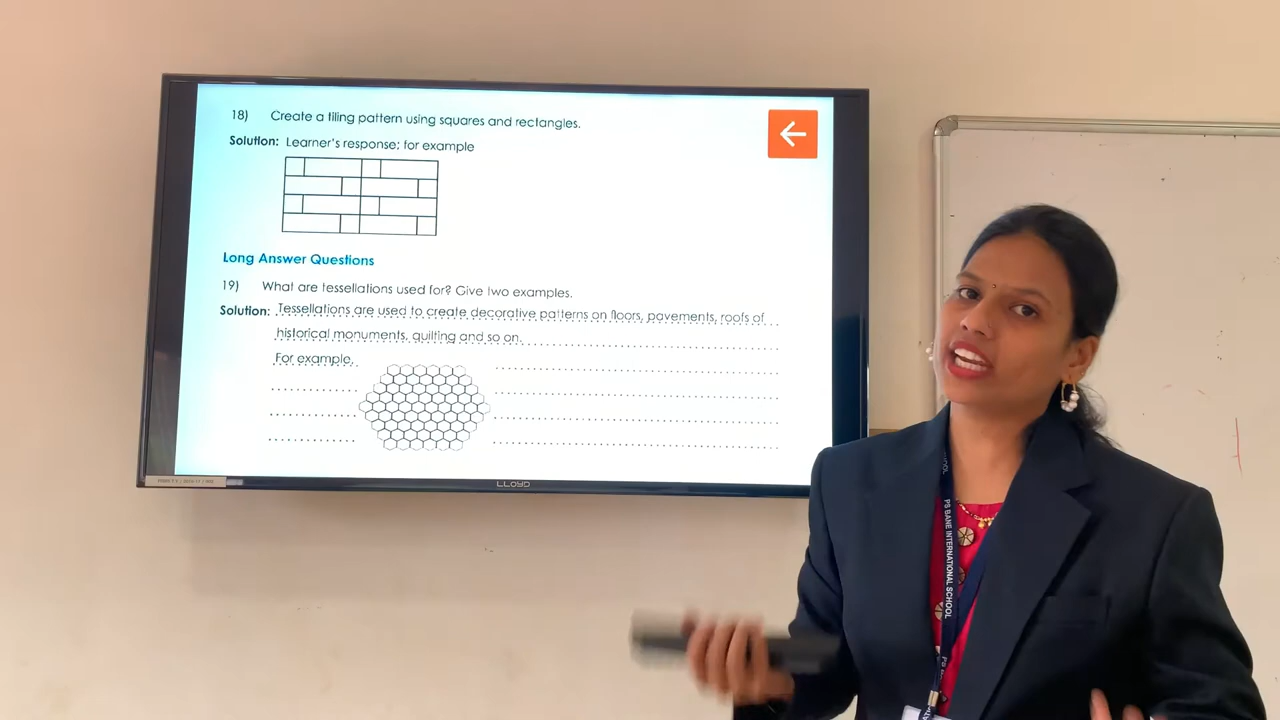 18) Create a tiling pattern using squares and rectangles.
Solution: Learner's response; for example
Long Answer Questions
19) What are tessellations used for? Give two examples.
Solution: Tessellations are used to create decorative patterns on floors, pavements, roofs of
historical monuments, quilting and so on.
For example,
LLOYD
PS BANE INTERNATIONAL SCHOOL